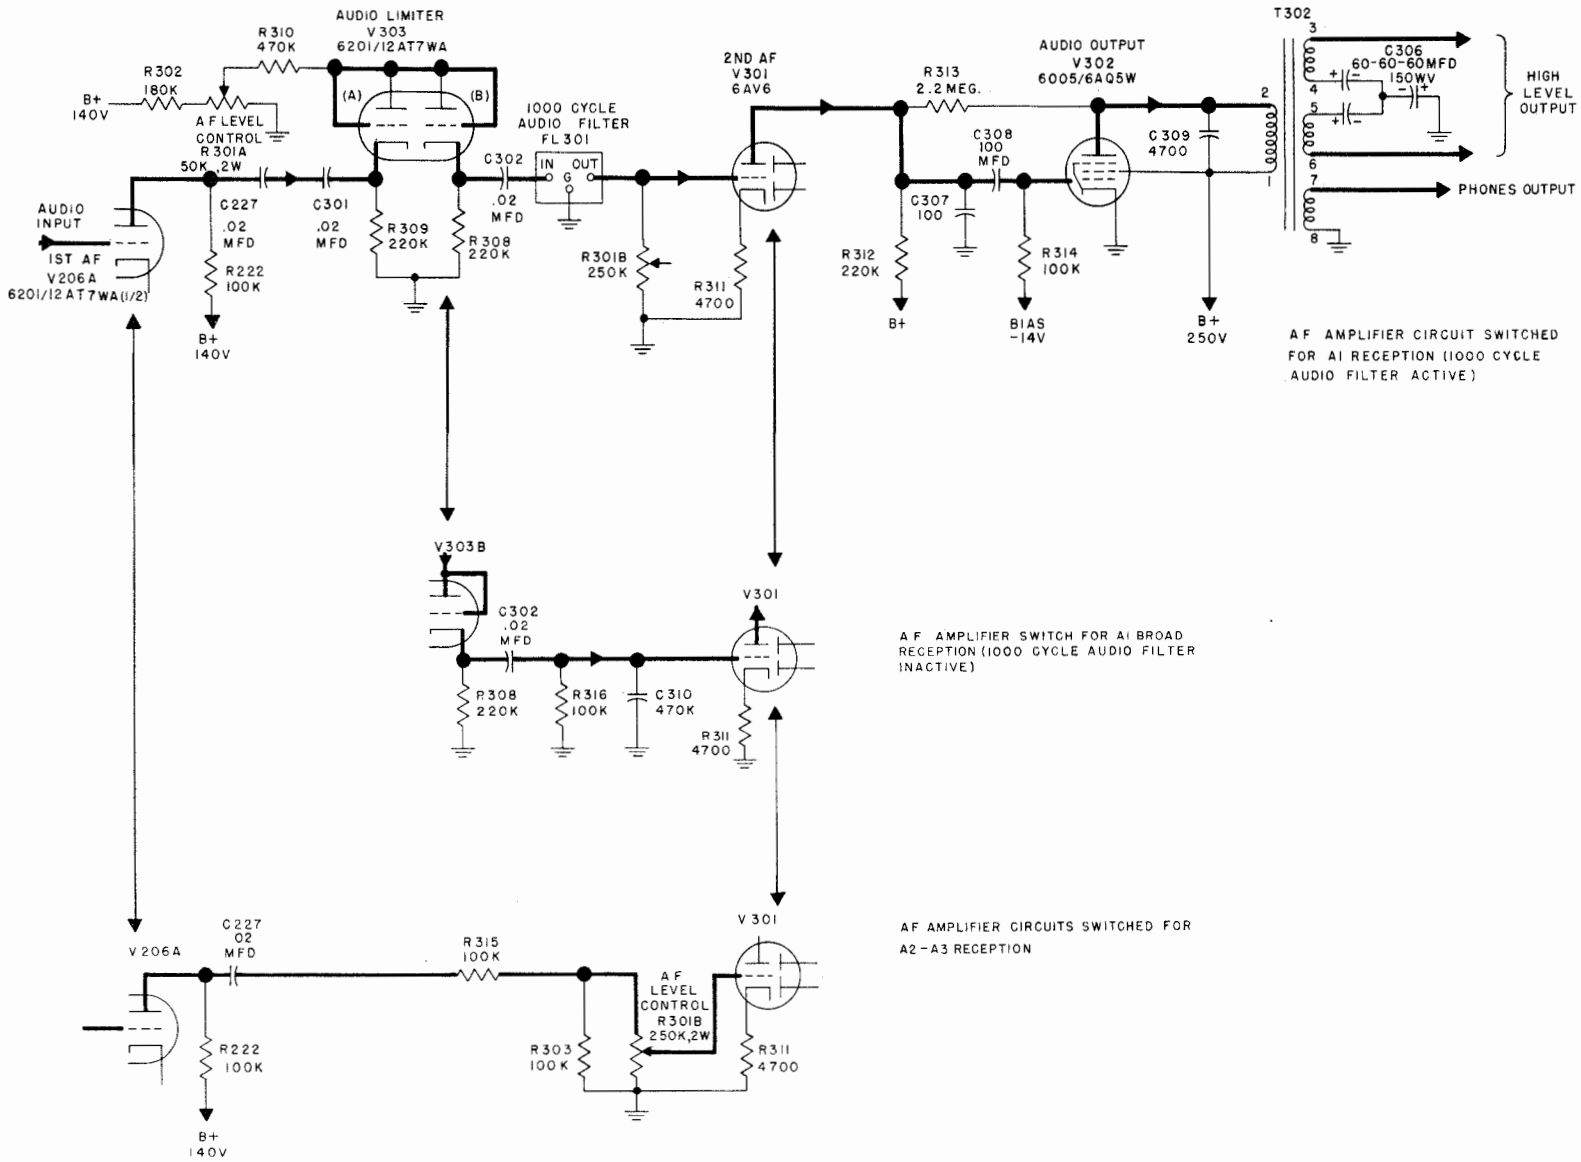 AUDIO LIMITER
V303
6201/12AT7WA
R310
470K
R302
180K
B+
140V
AF LEVEL
CONTROL
R301A
50K ,2W
(A)
(B)
1000 CYCLE
AUDIO FILTER
FL301
IN OUT
G
C302
.02
MFD
AUDIO
INPUT
1ST AF
V206A
6201/12AT7WA(1/2)
C227
.02
MFD
C301
.02
MFD
R222
100K
B+
140V
R309
220K
R308
220K
R301B
250K
R311
4700
2ND AF
V301
6AV6
R313
2.2 MEG.
AUDIO OUTPUT
V302
6005/6AQ5W
C308
100
MFD
C307
100
R312
220K
B+
R314
100K
BIAS
-14V
C309
4700
B+
250V
T302
2
1
3
4
5
6
7
8
C306
60-60-60MFD
150WV
+ -
- +
+ -
HIGH
LEVEL
OUTPUT
PHONES OUTPUT
AF AMPLIFIER CIRCUIT SWITCHED
FOR A1 RECEPTION (1000 CYCLE
AUDIO FILTER ACTIVE)
V303B
C302
.02
MFD
R308
220K
R316
100K
C310
470K
V301
R311
4700
AF AMPLIFIER SWITCH FOR A1 BROAD
RECEPTION (1000 CYCLE AUDIO FILTER
INACTIVE)
V206A
C227
02
MFD
R222
100K
B+
140V
R315
100K
R303
100K
AF
LEVEL
CONTROL
R301B
250K,2W
V301
R311
4700
AF AMPLIFIER CIRCUITS SWITCHED FOR
A2-A3 RECEPTION